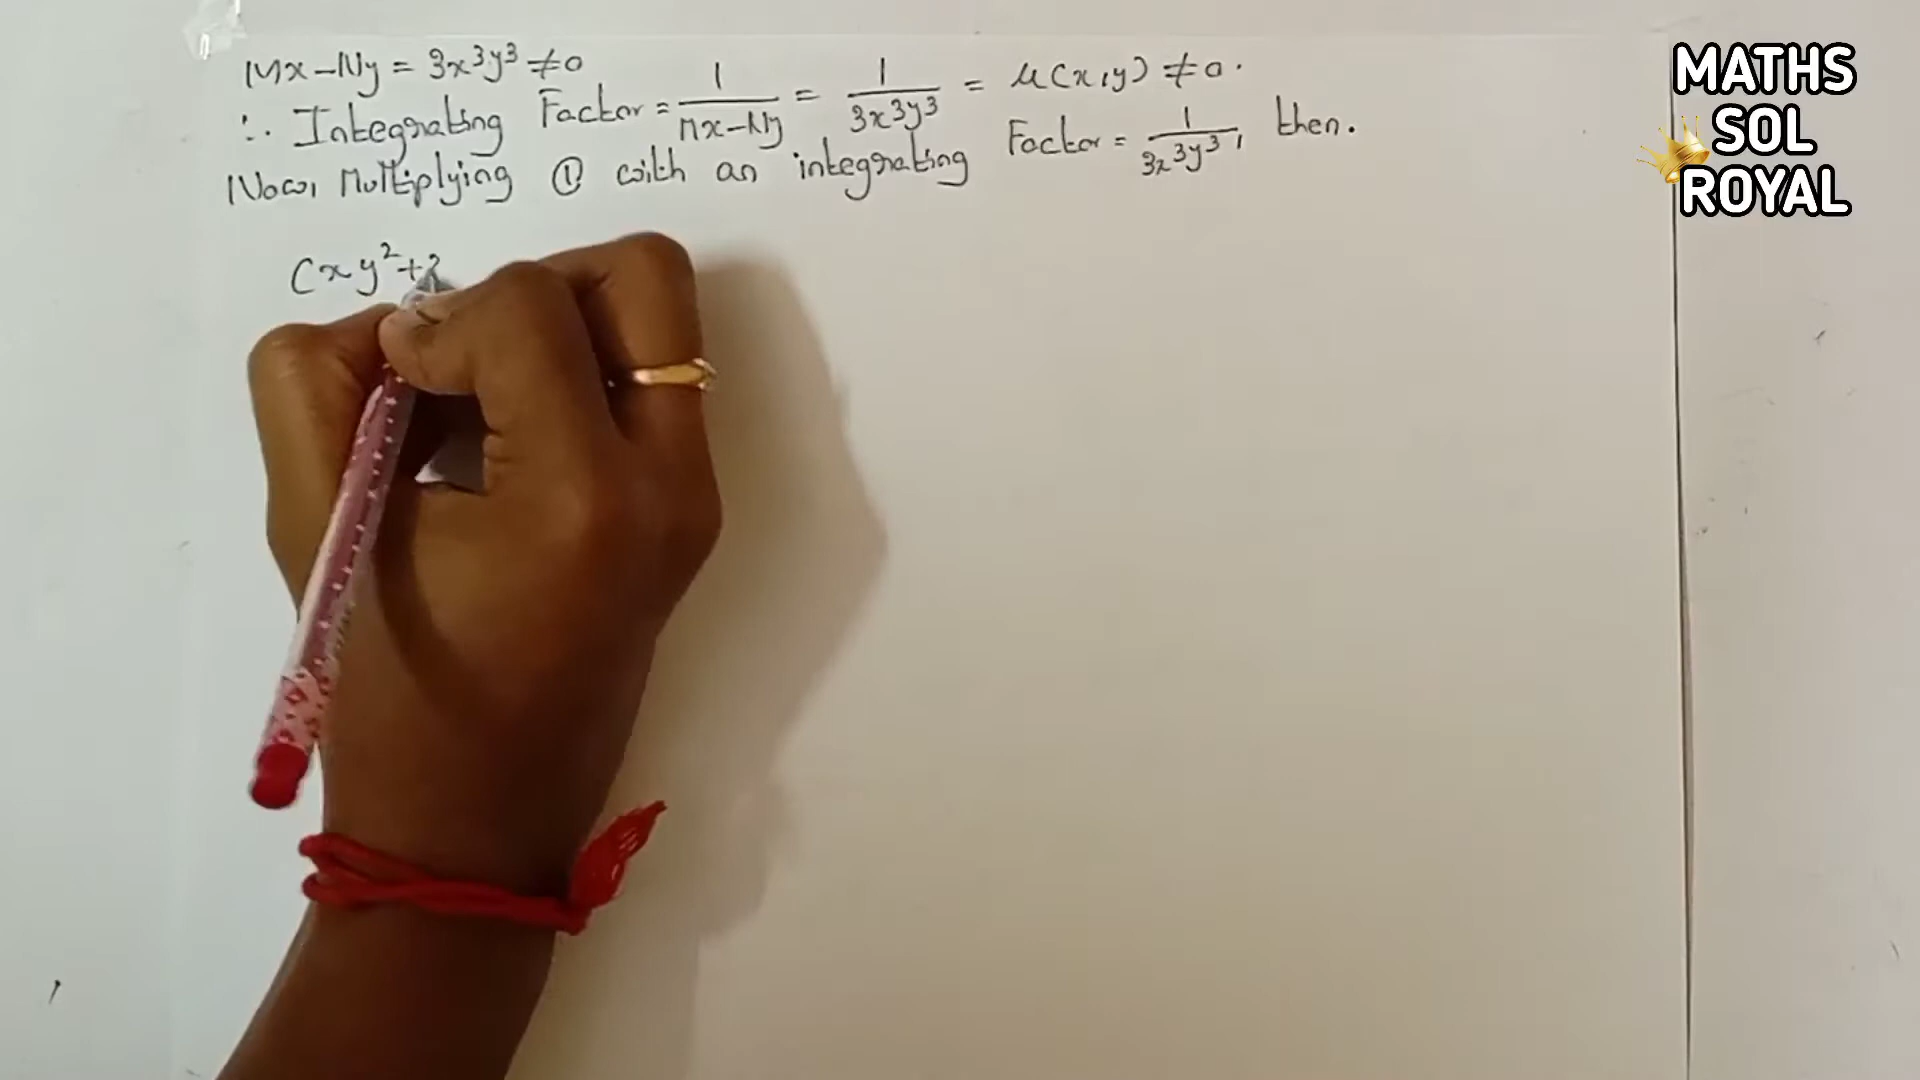 Mx-Ny = 3x³y³ ≠ 0
∴ Integrating Factor = 1/(Mx-Ny) = 1/(3x³y³) = μ(x,y) ≠ 0.
Now, Multiplying ① with an integrating Factor = 1/(3x³y³), then.
(xy²+2
MATHS
SOL
ROYAL